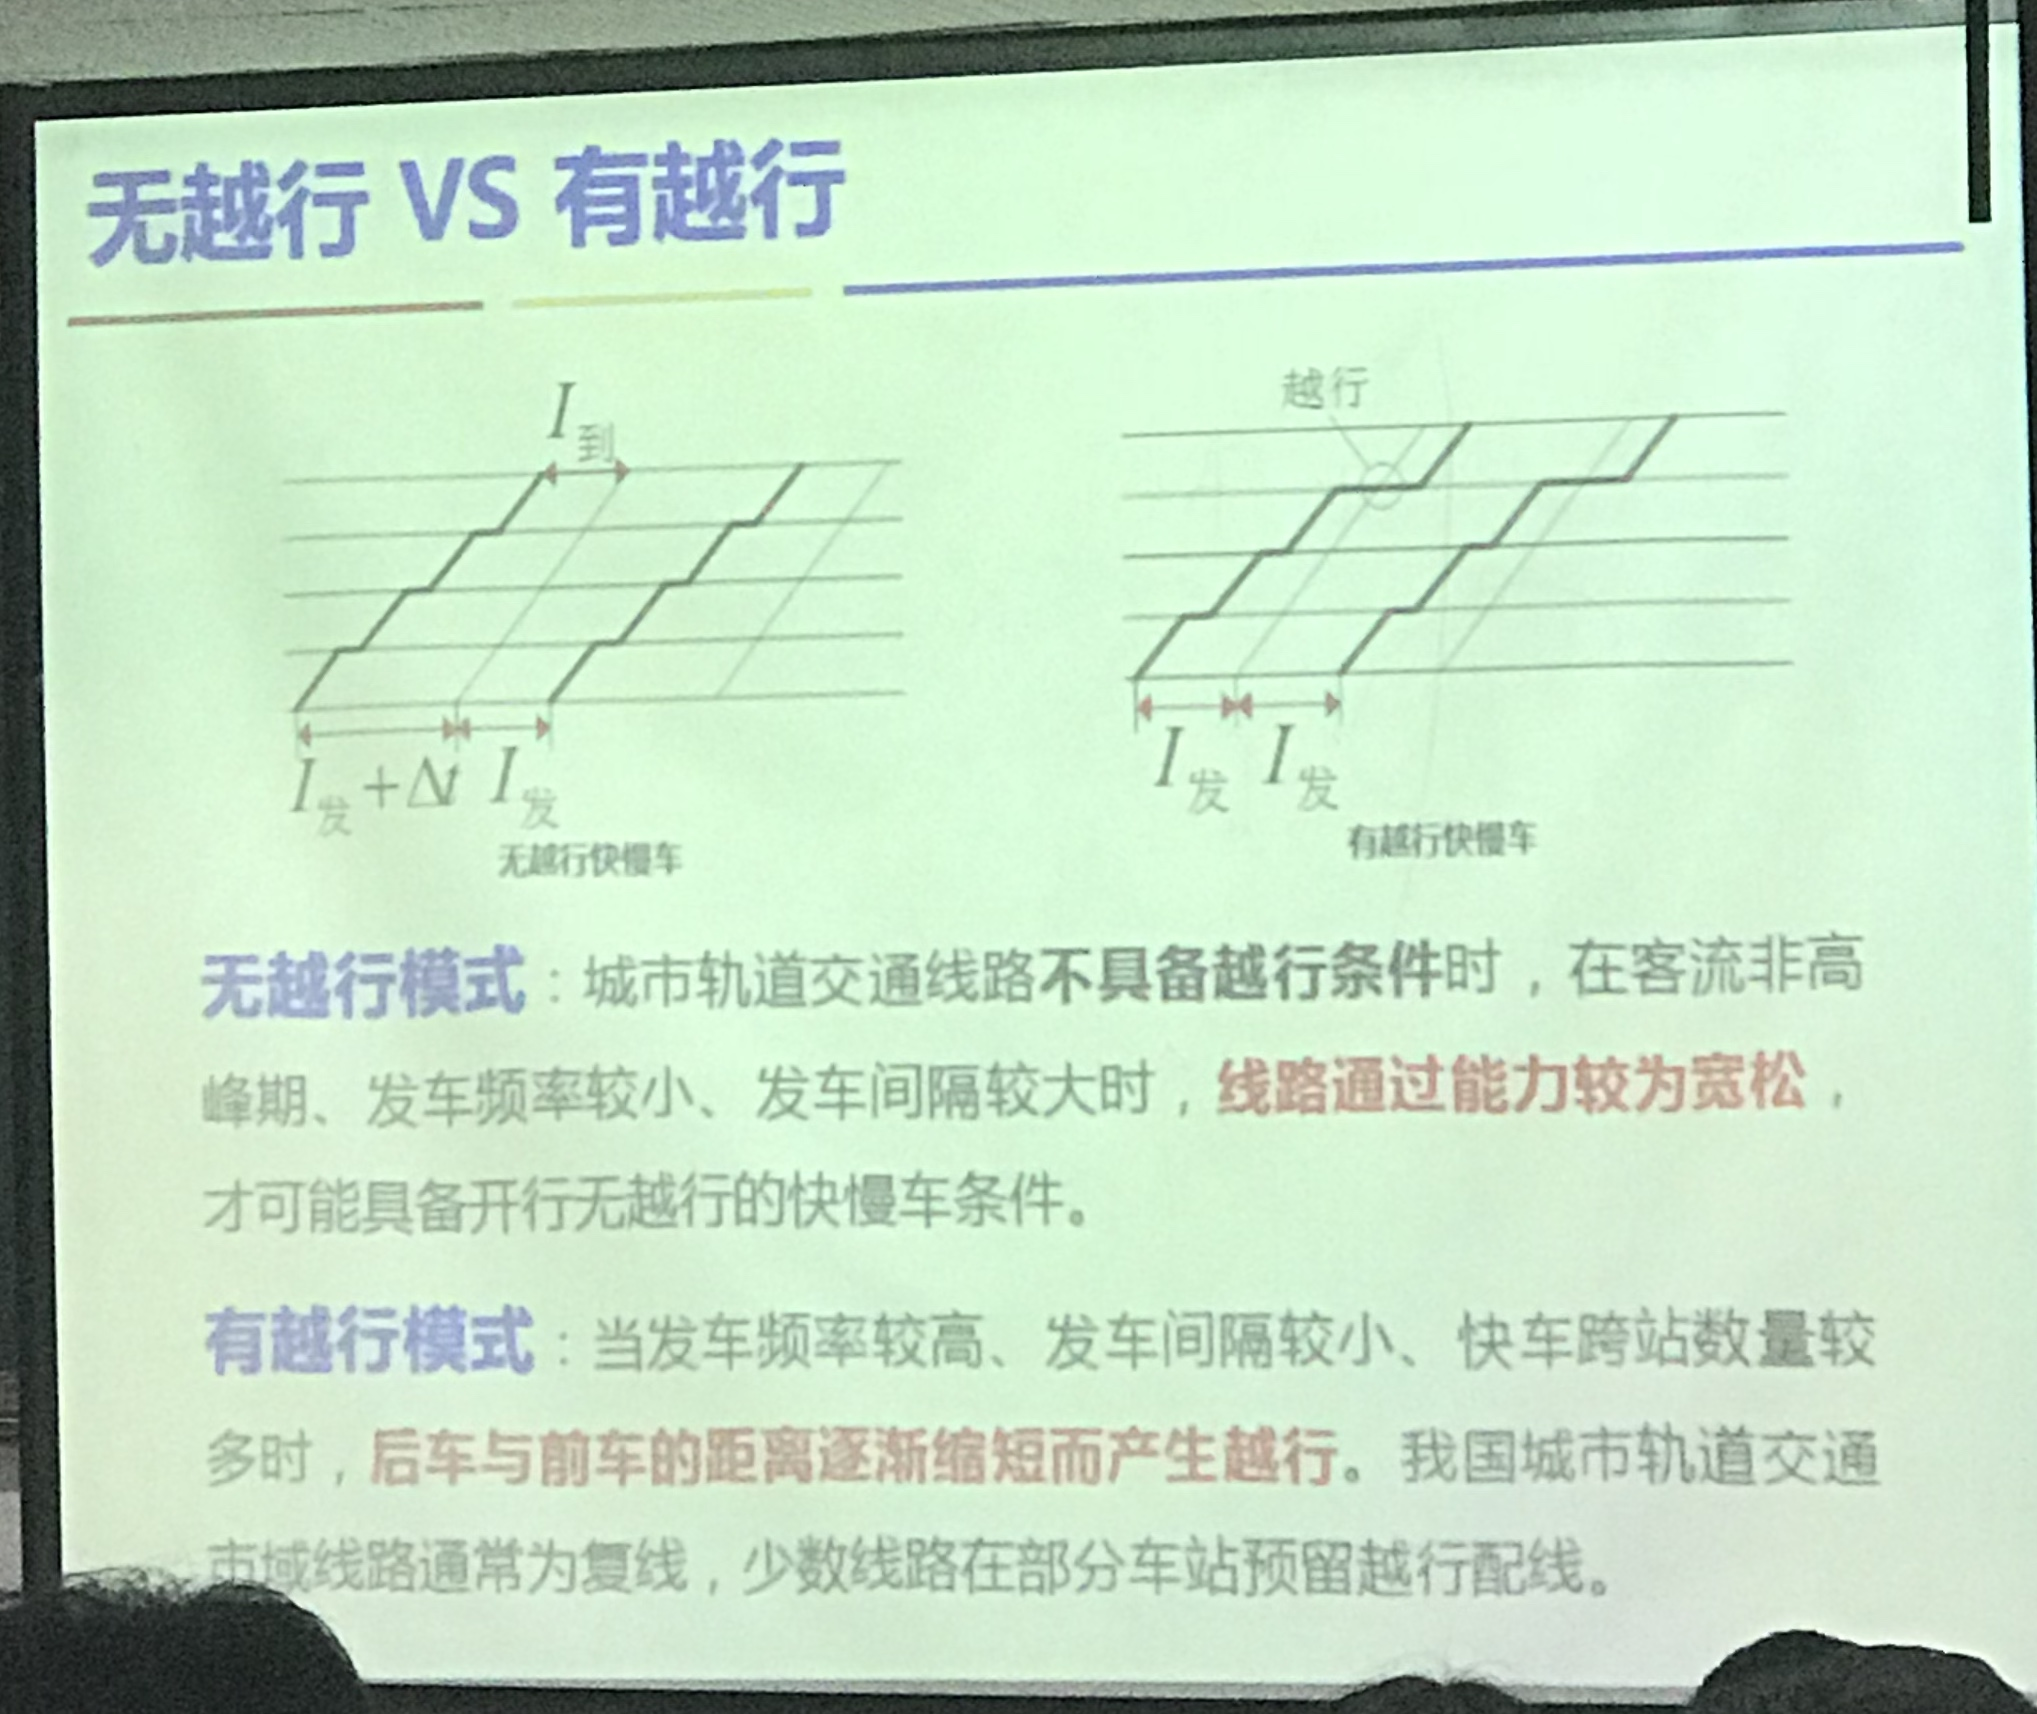 无越行 VS 有越行
I到
越行
I发+Δt I发
I发 I发
无越行快慢车
有越行快慢车
无越行模式：城市轨道交通线路不具备越行条件时，在客流非高
峰期、发车频率较小、发车间隔较大时，线路通过能力较为宽松，
才可能具备开行无越行的快慢车条件。
有越行模式：当发车频率较高、发车间隔较小、快车跨站数量较
多时，后车与前车的距离逐渐缩短而产生越行。我国城市轨道交通
市域线路通常为复线，少数线路在部分车站预留越行配线。